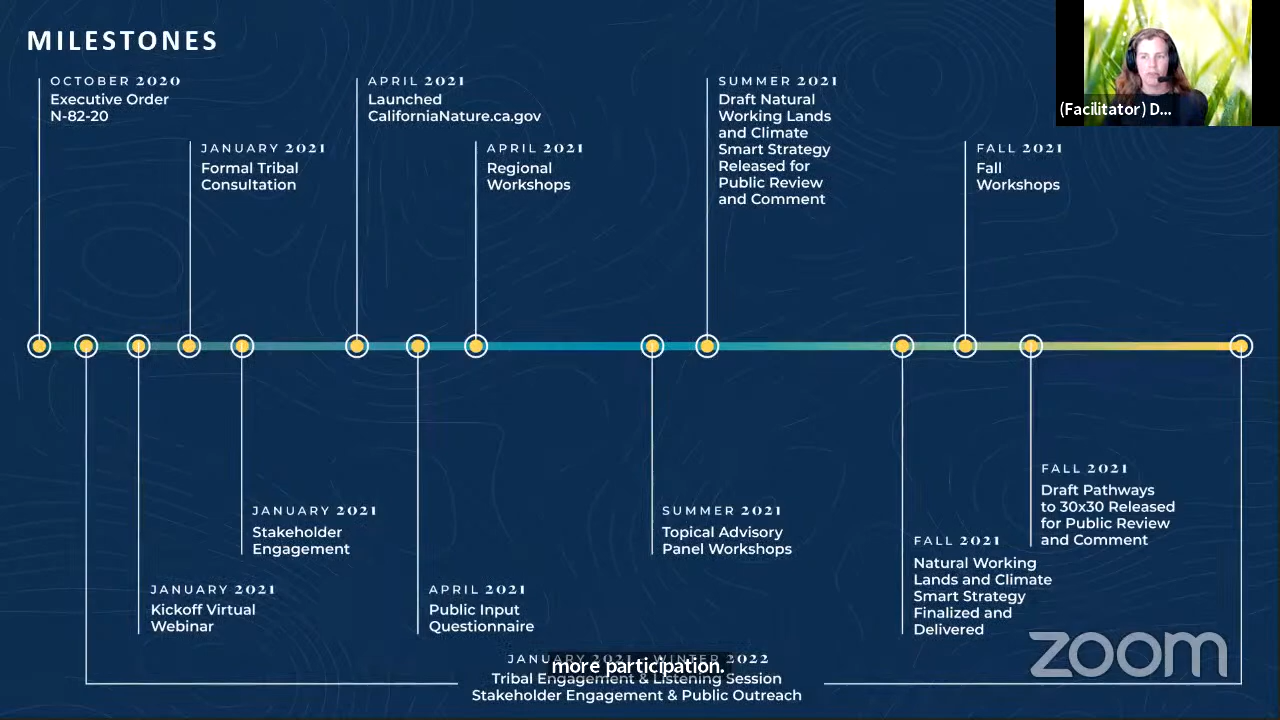 MILESTONES
(Facilitator) D...
OCTOBER 2020
Executive Order
N-82-20
JANUARY 2021
Formal Tribal
Consultation
APRIL 2021
Launched
CaliforniaNature.ca.gov
APRIL 2021
Regional
Workshops
SUMMER 2021
Draft Natural
Working Lands
and Climate
Smart Strategy
Released for
Public Review
and Comment
FALL 2021
Fall
Workshops
JANUARY 2021
Stakeholder
Engagement
JANUARY 2021
Kickoff Virtual
Webinar
APRIL 2021
Public Input
Questionnaire
SUMMER 2021
Topical Advisory
Panel Workshops
FALL 2021
Natural Working
Lands and Climate
Smart Strategy
Finalized and
Delivered
FALL 2021
Draft Pathways
to 30x30 Released
for Public Review
and Comment
JANUARY 2021 - WINTER 2022
more participation.
Tribal Engagement & Listening Session
Stakeholder Engagement & Public Outreach
zoom